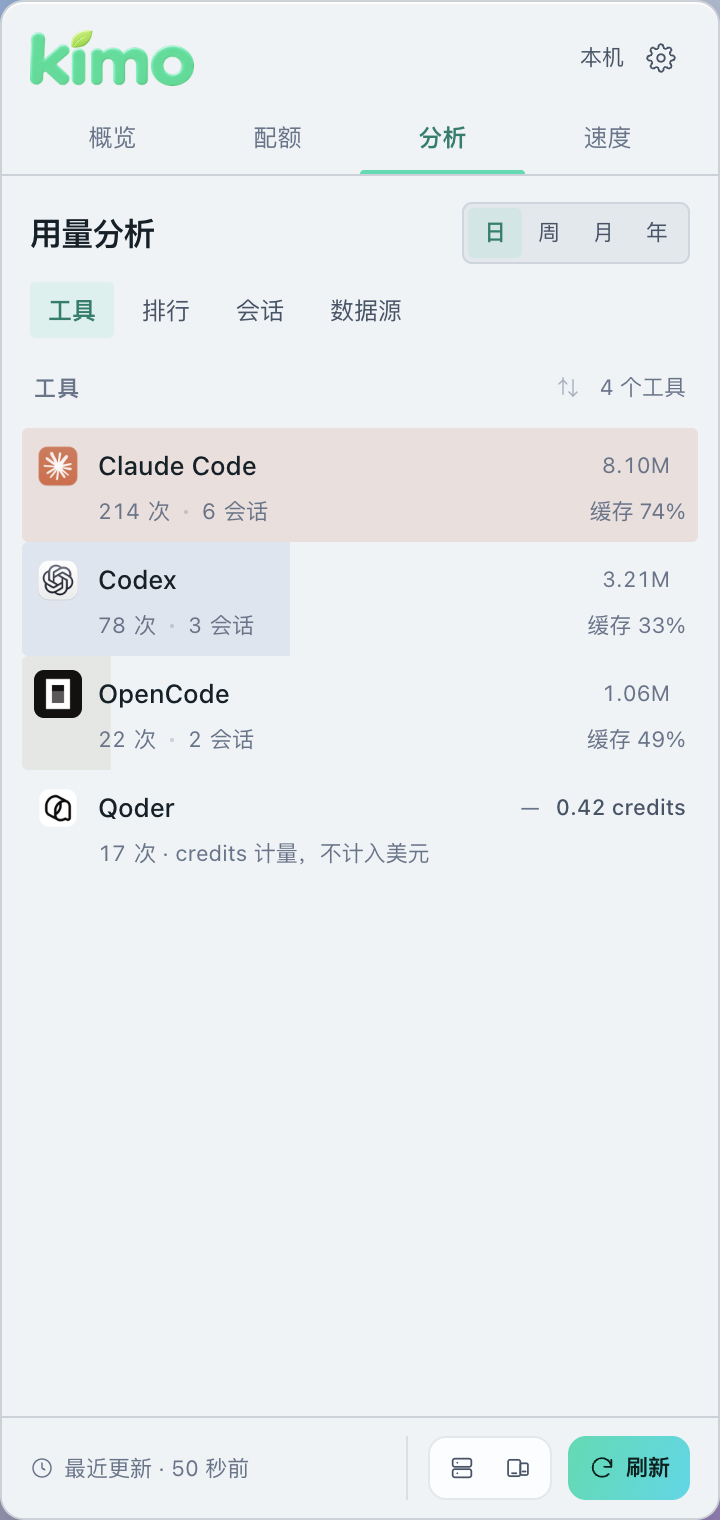 kimo
本机
概览 配额 分析 速度
用量分析
日 周 月 年
工具 排行 会话 数据源
工具 4 个工具
Claude Code 8.10M
214 次 · 6 会话 缓存 74%
Codex 3.21M
78 次 · 3 会话 缓存 33%
OpenCode 1.06M
22 次 · 2 会话 缓存 49%
Qoder — 0.42 credits
17 次 · credits 计量，不计入美元
最近更新 · 50 秒前 刷新